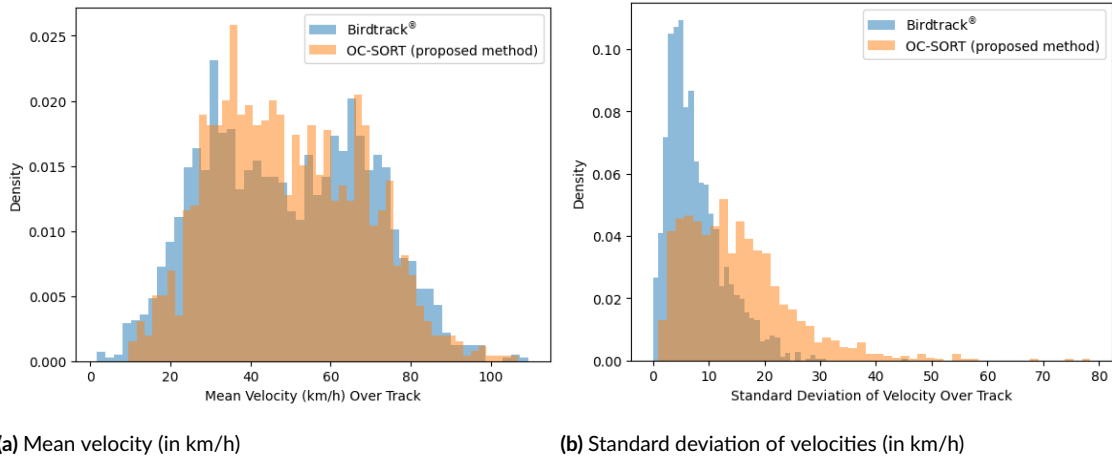 Birdtrack®
OC-SORT (proposed method)
0.025
0.020
0.015
0.010
0.005
0.000
Density
0 20 40 60 80 100
Mean Velocity (km/h) Over Track
(a) Mean velocity (in km/h)
Birdtrack®
OC-SORT (proposed method)
0.10
0.08
0.06
0.04
0.02
0.00
Density
0 10 20 30 40 50 60 70 80
Standard Deviation of Velocity Over Track
(b) Standard deviation of velocities (in km/h)